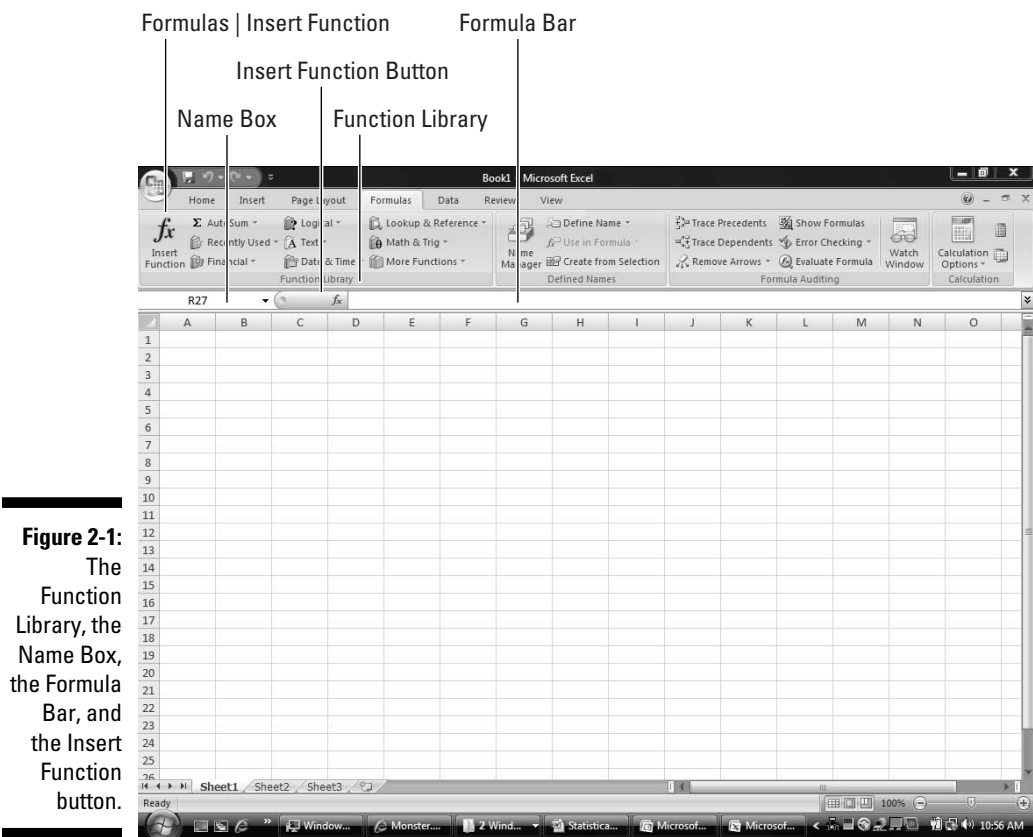 Formulas | Insert Function Formula Bar
Insert Function Button
Name Box Function Library
Book1 Microsoft Excel
Home Insert Page Layout Formulas Data Review View
Insert Function
Σ AutoSum
Recently Used
Financial
Logical
Text
Date & Time
Lookup & Reference
Math & Trig
More Functions
Function Library
Name Manager
Define Name
Use in Formula
Create from Selection
Defined Names
Trace Precedents
Trace Dependents
Remove Arrows
Show Formulas
Error Checking
Evaluate Formula
Formula Auditing
Watch Window
Calculation Options
Calculation
R27 fx
A B C D E F G H I J K L M N O
1
2
3
4
5
6
7
8
9
10
11
12
13
14
15
16
17
18
19
20
21
22
23
24
25
26
Sheet1 Sheet2 Sheet3
Ready 100%
Window... Monster.... 2 Wind... Statistica... Microsof... Microsof... 10:56 AM
Figure 2-1:
The
Function
Library, the
Name Box,
the Formula
Bar, and
the Insert
Function
button.